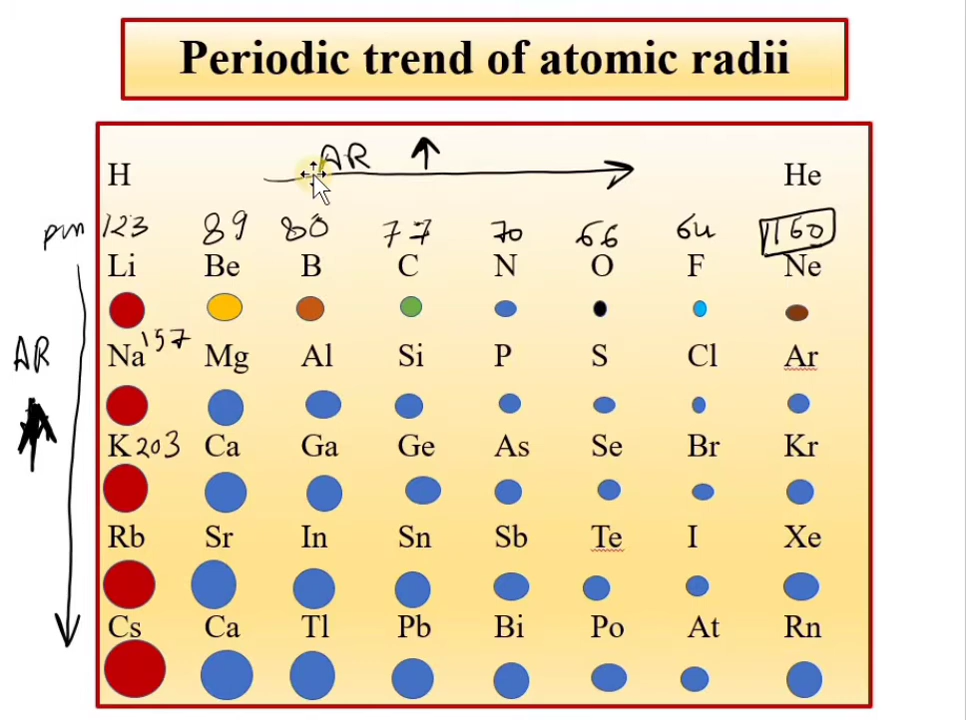 Periodic trend of atomic radii
AR ↑
H He
pm 123 89 80 77 70 66 64 160
Li Be B C N O F Ne
157
AR
Na Mg Al Si P S Cl Ar
K 203 Ca Ga Ge As Se Br Kr
Rb Sr In Sn Sb Te I Xe
Cs Ca Tl Pb Bi Po At Rn